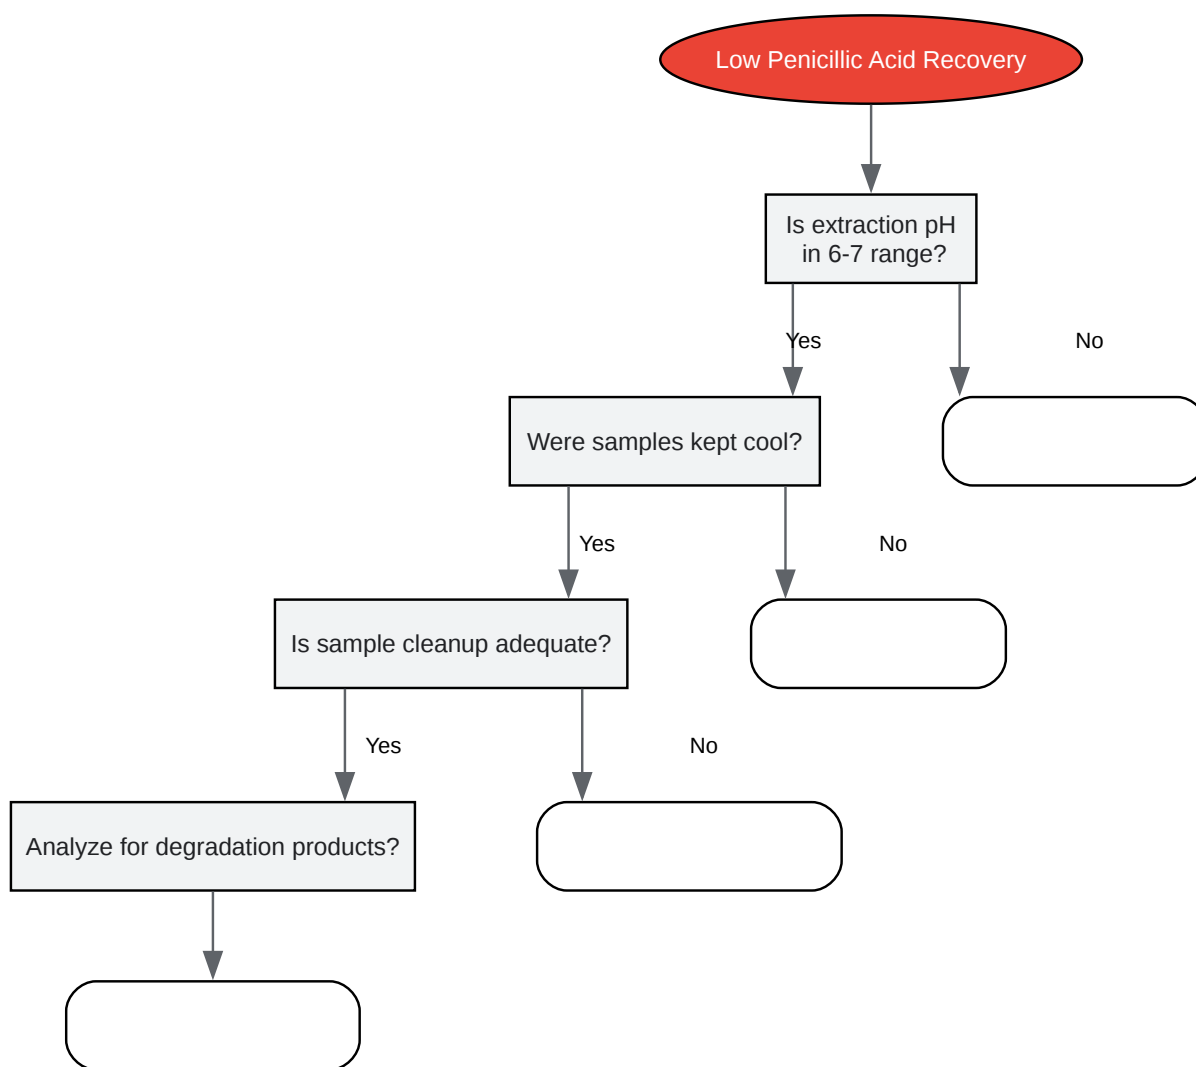 Low Penicillic Acid Recovery
Is extraction pH
in 6-7 range?
Yes
No
Were samples kept cool?
Yes
No
Is sample cleanup adequate?
Yes
No
Analyze for degradation products?